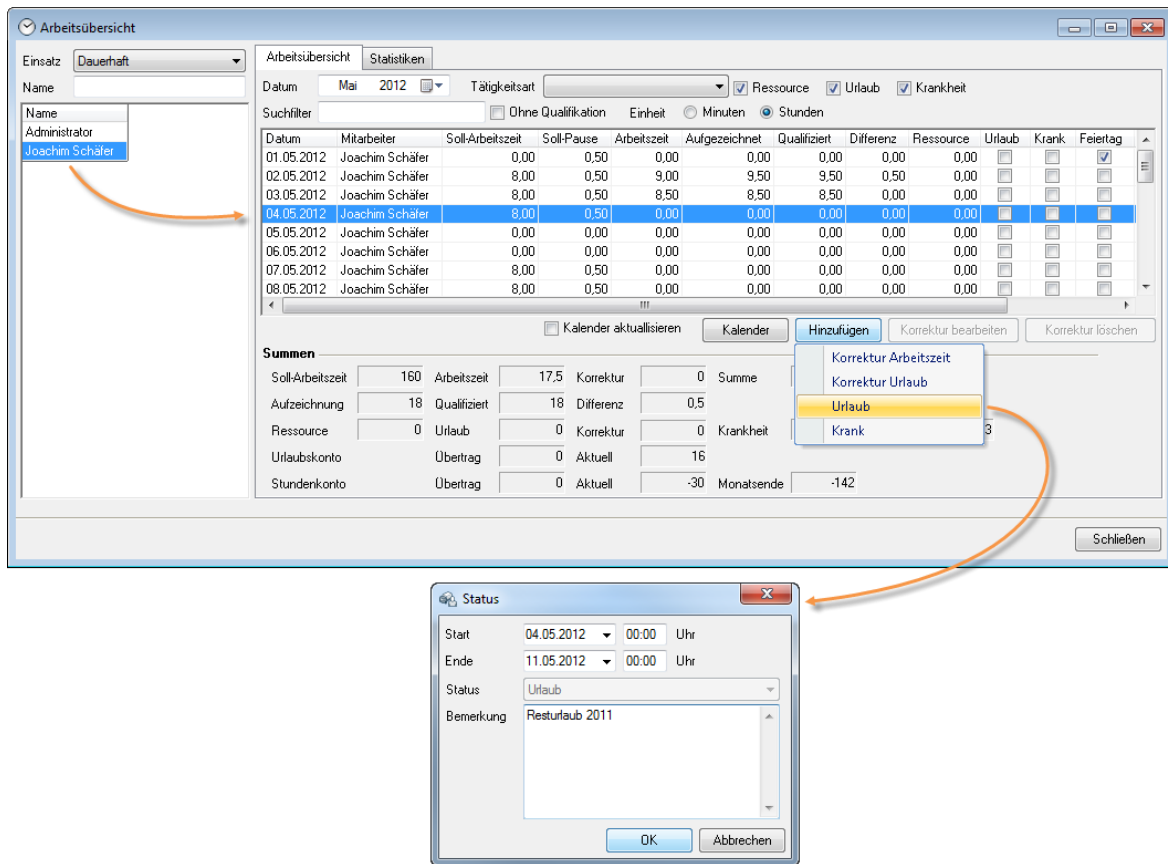 Arbeitsübersicht
Einsatz Dauerhaft
Name
Name
Administrator
Joachim Schäfer
Arbeitsübersicht Statistiken
Datum Mai 2012 Tätigkeitsart Ressource Urlaub Krankheit
Suchfilter Ohne Qualifikation Einheit Minuten Stunden
Datum Mitarbeiter Soll-Arbeitszeit Soll-Pause Arbeitszeit Aufgezeichnet Qualifiziert Differenz Ressource Urlaub Krank Feiertag
01.05.2012 Joachim Schäfer 0,00 0,50 0,00 0,00 0,00 0,00 0,00
02.05.2012 Joachim Schäfer 8,00 0,50 9,00 9,50 9,50 0,50 0,00
03.05.2012 Joachim Schäfer 8,00 0,50 8,50 8,50 8,50 0,00 0,00
04.05.2012 Joachim Schäfer 8,00 0,50 0,00 0,00 0,00 0,00 0,00
05.05.2012 Joachim Schäfer 0,00 0,00 0,00 0,00 0,00 0,00 0,00
06.05.2012 Joachim Schäfer 0,00 0,00 0,00 0,00 0,00 0,00 0,00
07.05.2012 Joachim Schäfer 8,00 0,50 0,00 0,00 0,00 0,00 0,00
08.05.2012 Joachim Schäfer 8,00 0,50 0,00 0,00 0,00 0,00 0,00
Kalender aktuallisieren Kalender Hinzufügen Korrektur bearbeiten Korrektur löschen
Korrektur Arbeitszeit
Korrektur Urlaub
Urlaub
Krank
Summen
Soll-Arbeitszeit 160 Arbeitszeit 17,5 Korrektur 0 Summe
Aufzeichnung 18 Qualifiziert 18 Differenz 0,5
Ressource 0 Urlaub 0 Korrektur 0 Krankheit 3
Urlaubskonto Übertrag 0 Aktuell 16
Stundenkonto Übertrag 0 Aktuell -30 Monatsende -142
Schließen
Status
Start 04.05.2012 00:00 Uhr
Ende 11.05.2012 00:00 Uhr
Status Urlaub
Bemerkung Resturlaub 2011
OK Abbrechen